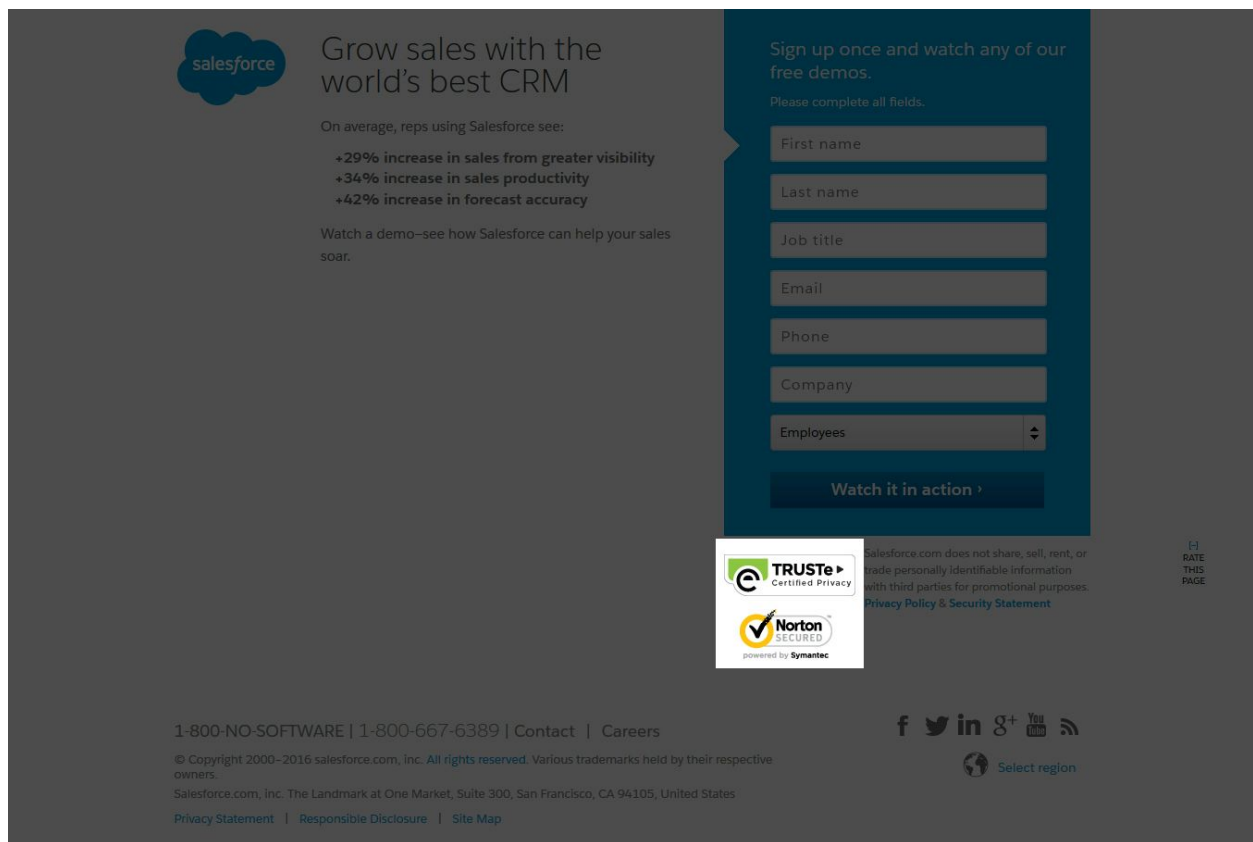 salesforce
Grow sales with the
world's best CRM
On average, reps using Salesforce see:
+29% increase in sales from greater visibility
+34% increase in sales productivity
+42% increase in forecast accuracy
Watch a demo—see how Salesforce can help your sales
soar.
Sign up once and watch any of our
free demos.
Please complete all fields.
First name
Last name
Job title
Email
Phone
Company
Employees
Watch it in action ›
TRUSTe
Certified Privacy
Norton
SECURED
powered by Symantec
Salesforce.com does not share, sell, rent, or
trade personally identifiable information
with third parties for promotional purposes.
Privacy Policy & Security Statement
[-]
RATE
THIS
PAGE
1-800-NO-SOFTWARE | 1-800-667-6389 | Contact | Careers
© Copyright 2000–2016 salesforce.com, inc. All rights reserved. Various trademarks held by their respective
owners.
Salesforce.com, inc. The Landmark at One Market, Suite 300, San Francisco, CA 94105, United States
Privacy Statement | Responsible Disclosure | Site Map
f in g+ You Tube
Select region